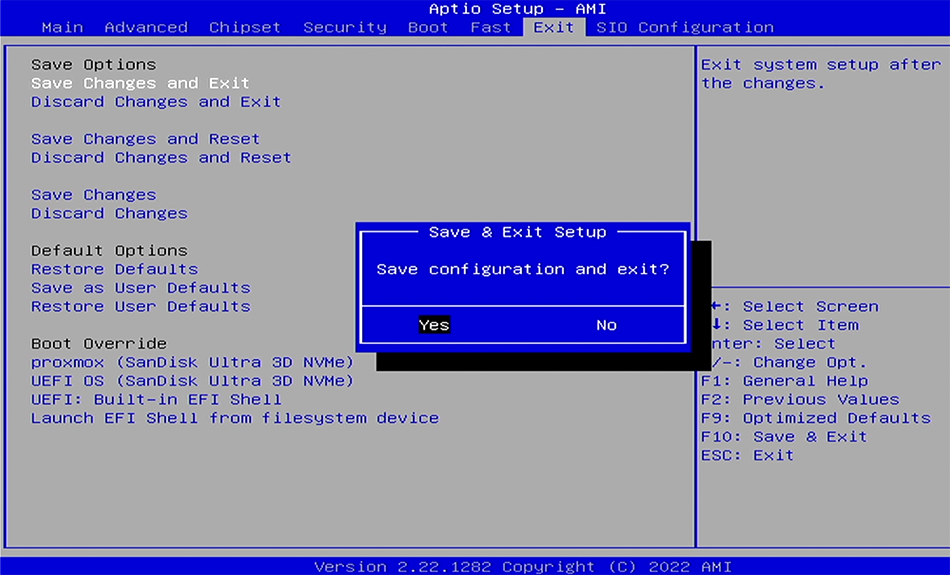 Aptio Setup – AMI
Main Advanced Chipset Security Boot Fast Exit SIO Configuration
Save Options
Save Changes and Exit
Discard Changes and Exit
Save Changes and Reset
Discard Changes and Reset
Save Changes
Discard Changes
Default Options
Restore Defaults
Save as User Defaults
Restore User Defaults
Boot Override
proxmox (SanDisk Ultra 3D NVMe)
UEFI OS (SanDisk Ultra 3D NVMe)
UEFI: Built-in EFI Shell
Launch EFI Shell from filesystem device
Save & Exit Setup
Save configuration and exit?
Yes No
Exit system setup after
the changes.
←: Select Screen
↓: Select Item
nter: Select
/-: Change Opt.
F1: General Help
F2: Previous Values
F9: Optimized Defaults
F10: Save & Exit
ESC: Exit
Version 2.22.1282 Copyright (C) 2022 AMI